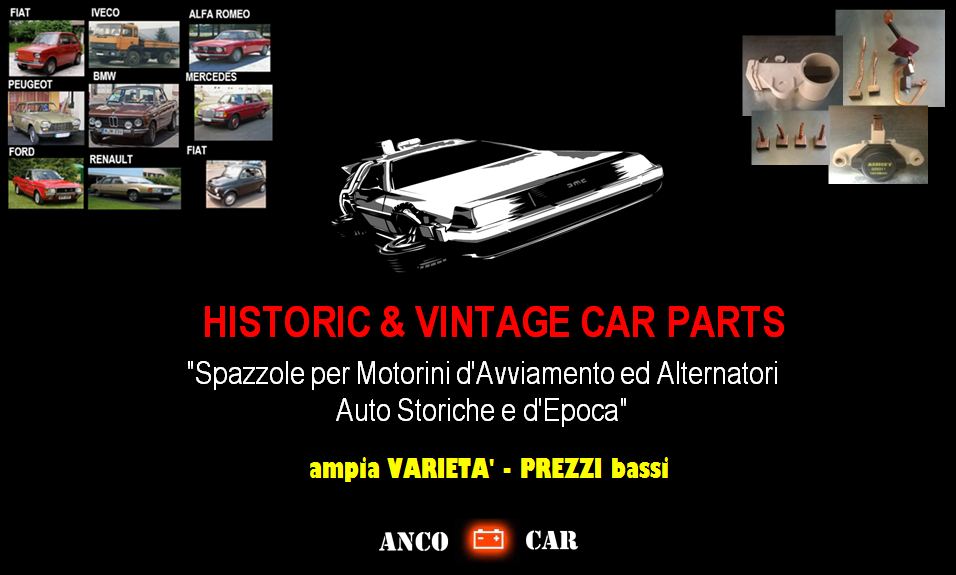 FIAT
IVECO
ALFA ROMEO
PEUGEOT
BMW
MERCEDES
FORD
RENAULT
FIAT
DMC
HISTORIC & VINTAGE CAR PARTS
"Spazzole per Motorini d'Avviamento ed Alternatori
Auto Storiche e d'Epoca"
ampia VARIETA' - PREZZI bassi
ANCO CAR